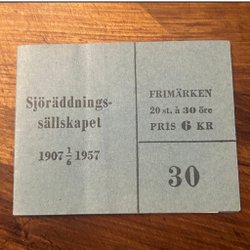 Sjöräddnings-
sällskapet
1907 1/6 1957
FRIMÄRKEN
20 st. à 30 öre
PRIS 6 KR
30